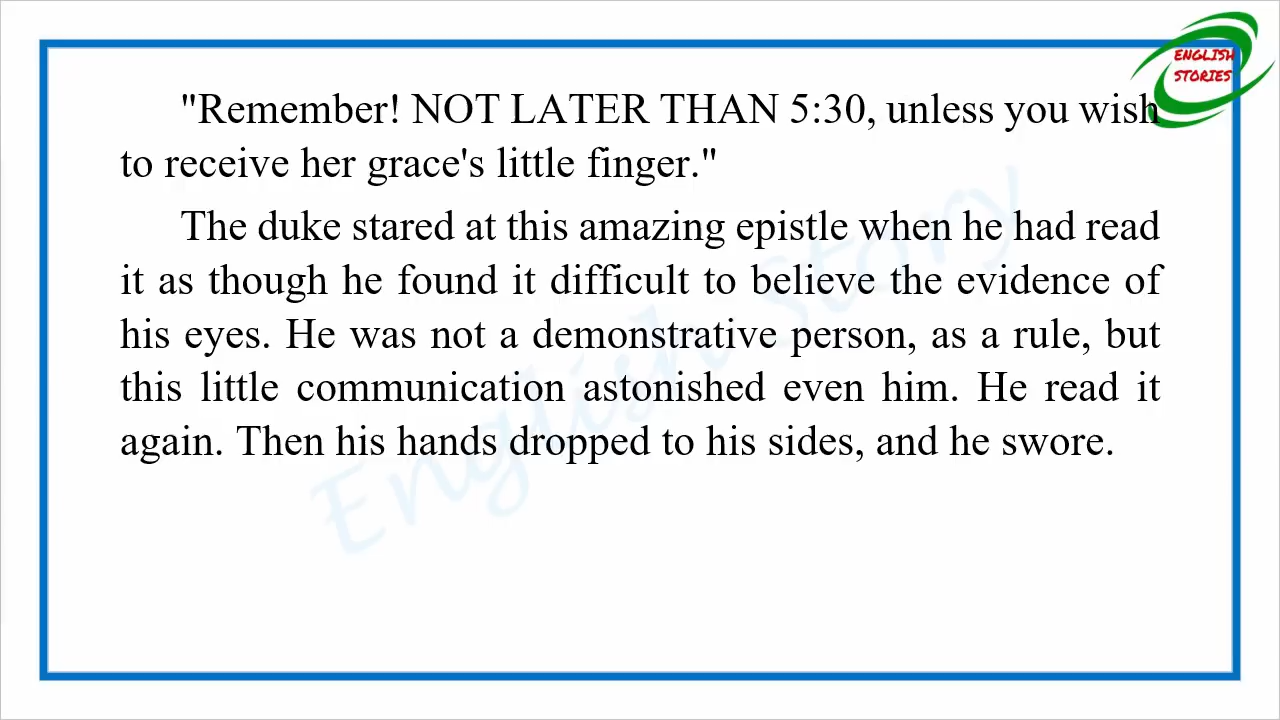 ENGLISH
STORIES
"Remember! NOT LATER THAN 5:30, unless you wish
to receive her grace's little finger."
The duke stared at this amazing epistle when he had read
it as though he found it difficult to believe the evidence of
his eyes. He was not a demonstrative person, as a rule, but
this little communication astonished even him. He read it
again. Then his hands dropped to his sides, and he swore.
English Story